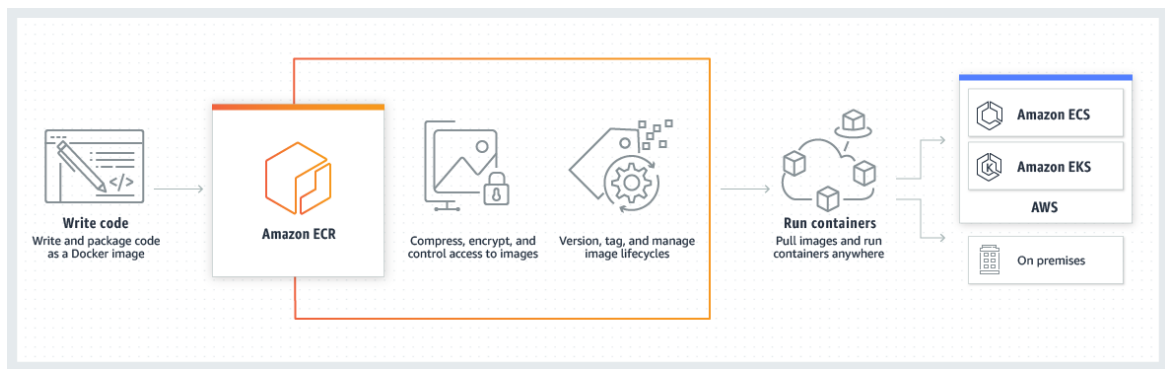 Write code
Write and package code
as a Docker image
</>
Amazon ECR
Compress, encrypt, and
control access to images
Version, tag, and manage
image lifecycles
Run containers
Pull images and run
containers anywhere
Amazon ECS
K
Amazon EKS
AWS
On premises